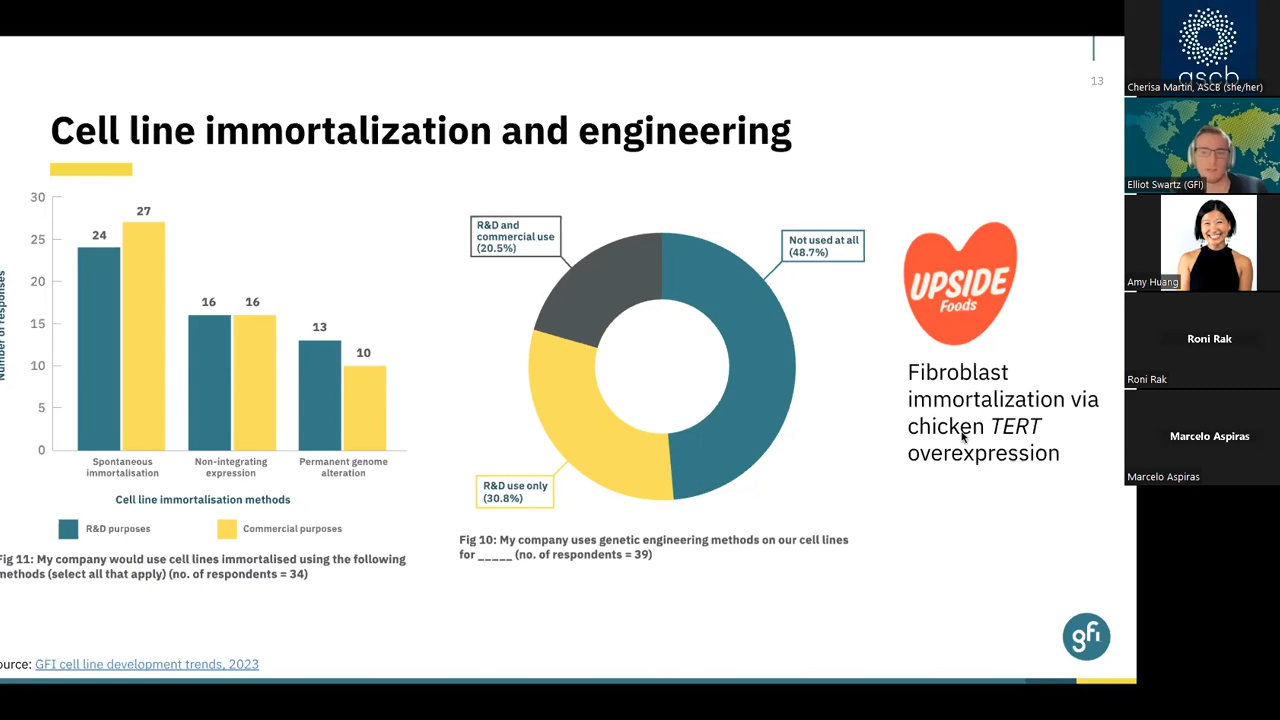 13
Cell line immortalization and engineering
Number of responses
30
25
20
15
10
5
0
24
27
16
16
13
10
Spontaneous
immortalisation
Non-integrating
expression
Permanent genome
alteration
Cell line immortalisation methods
R&D purposes
Commercial purposes
Fig 11: My company would use cell lines immortalised using the following
methods (select all that apply) (no. of respondents = 34)
R&D and
commercial use
(20.5%)
Not used at all
(48.7%)
R&D use only
(30.8%)
Fig 10: My company uses genetic engineering methods on our cell lines
for _____ (no. of respondents = 39)
UPSIDE
Foods
Fibroblast
immortalization via
chicken TERT
overexpression
gfi
ource: GFI cell line development trends, 2023
ascb
Cherisa Martin, ASCB (she/her)
Elliot Swartz (GFI)
Amy Huang
Roni Rak
Roni Rak
Marcelo Aspiras
Marcelo Aspiras